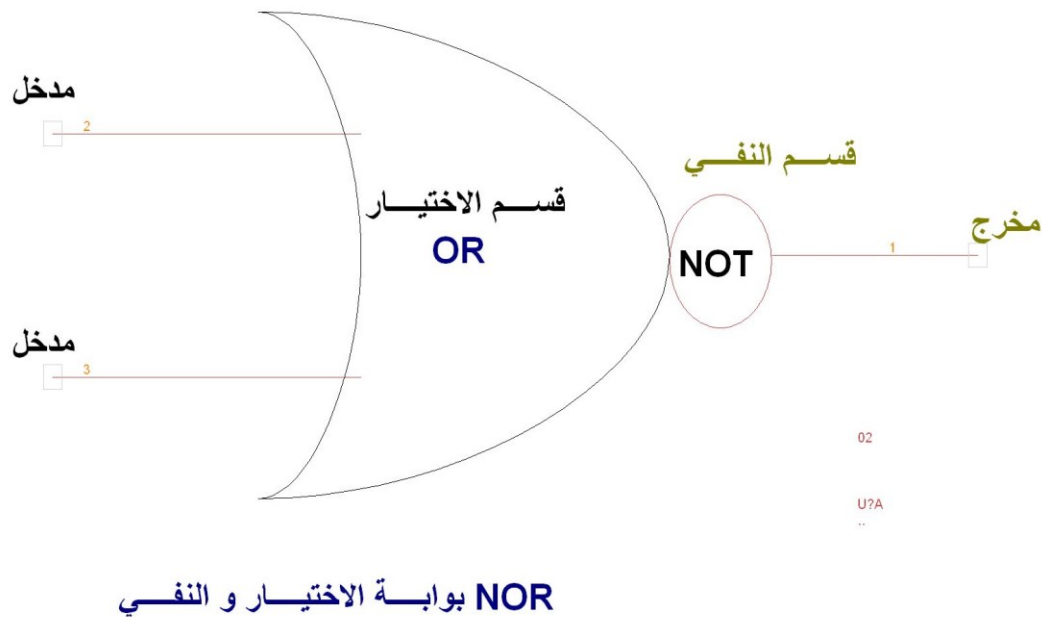 مدخل
2
قســـم النفـــي
قســـم الاختيـــار
OR
NOT
مخرج
1
مدخل
3
02
U?A
..
NOR بوابـــة الاختيـــار و النفـــي